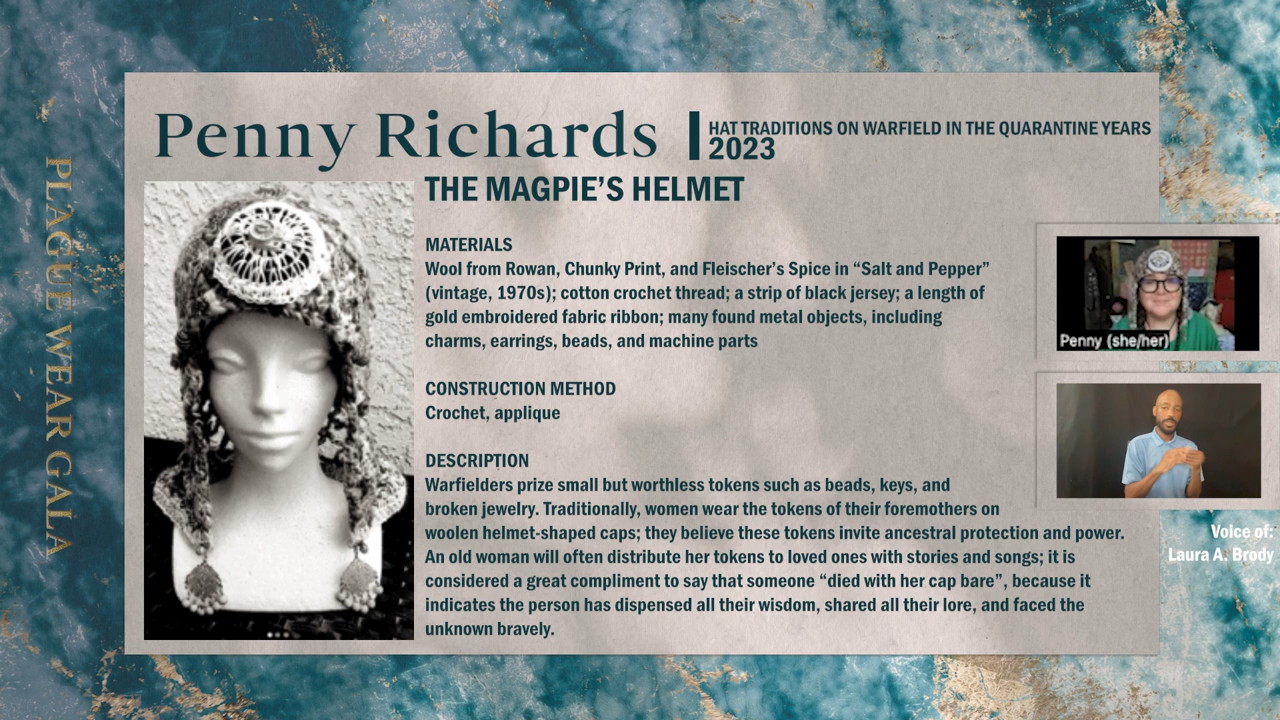 PLAGUE WEAR GALA
Penny Richards
HAT TRADITIONS ON WARFIELD IN THE QUARANTINE YEARS
2023
THE MAGPIE'S HELMET
MATERIALS
Wool from Rowan, Chunky Print, and Fleischer's Spice in “Salt and Pepper”
(vintage, 1970s); cotton crochet thread; a strip of black jersey; a length of
gold embroidered fabric ribbon; many found metal objects, including
charms, earrings, beads, and machine parts
CONSTRUCTION METHOD
Crochet, applique
DESCRIPTION
Warfielders prize small but worthless tokens such as beads, keys, and
broken jewelry. Traditionally, women wear the tokens of their foremothers on
woolen helmet-shaped caps; they believe these tokens invite ancestral protection and power.
An old woman will often distribute her tokens to loved ones with stories and songs; it is
considered a great compliment to say that someone “died with her cap bare”, because it
indicates the person has dispensed all their wisdom, shared all their lore, and faced the
unknown bravely.
Penny (she/her)
Voice of:
Laura A. Brody